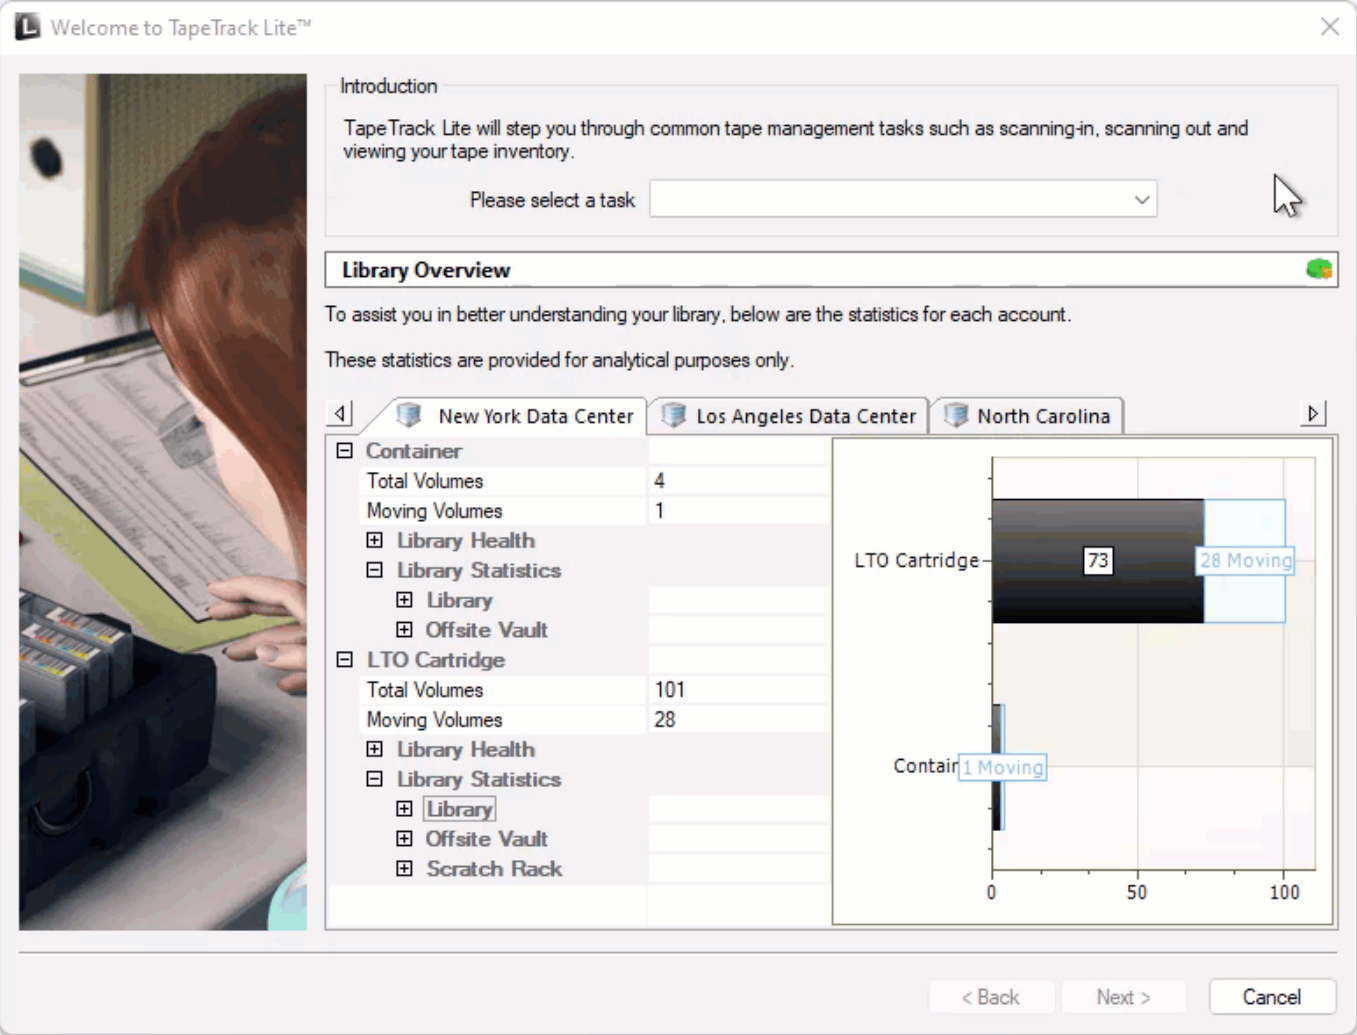 Welcome to TapeTrack Lite™
Introduction
TapeTrack Lite will step you through common tape management tasks such as scanning-in, scanning out and
viewing your tape inventory.
Please select a task
Library Overview
To assist you in better understanding your library, below are the statistics for each account.
These statistics are provided for analytical purposes only.
New York Data Center
Los Angeles Data Center
North Carolina
Container
Total Volumes 4
Moving Volumes 1
Library Health
Library Statistics
Library
Offsite Vault
LTO Cartridge
Total Volumes 101
Moving Volumes 28
Library Health
Library Statistics
Library
Offsite Vault
Scratch Rack
LTO Cartridge
73
28 Moving
Contain
1 Moving
0 50 100
< Back
Next >
Cancel